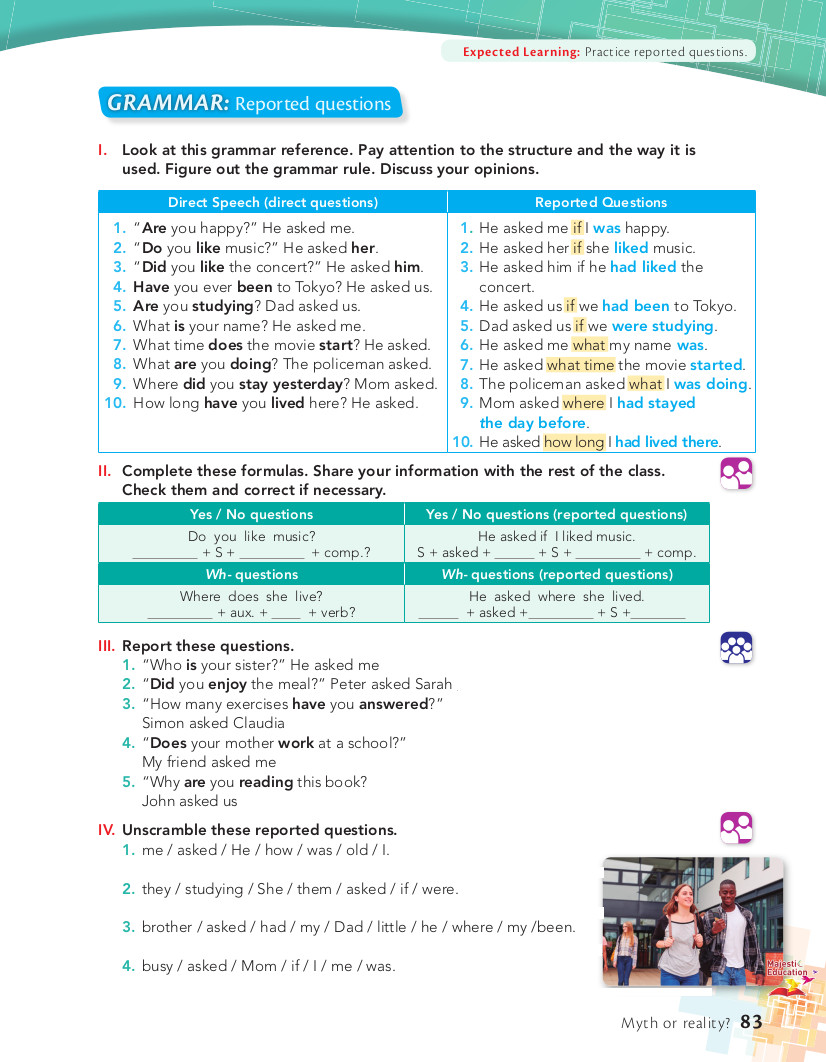 Expected Learning: Practice reported questions.
GRAMMAR: Reported questions
I. Look at this grammar reference. Pay attention to the structure and the way it is
used. Figure out the grammar rule. Discuss your opinions.
Direct Speech (direct questions)
1. “Are you happy?” He asked me.
2. “Do you like music?” He asked her.
3. “Did you like the concert?” He asked him.
4. Have you ever been to Tokyo? He asked us.
5. Are you studying? Dad asked us.
6. What is your name? He asked me.
7. What time does the movie start? He asked.
8. What are you doing? The policeman asked.
9. Where did you stay yesterday? Mom asked.
10. How long have you lived here? He asked.
Reported Questions
1. He asked me if I was happy.
2. He asked her if she liked music.
3. He asked him if he had liked the
concert.
4. He asked us if we had been to Tokyo.
5. Dad asked us if we were studying.
6. He asked me what my name was.
7. He asked what time the movie started.
8. The policeman asked what I was doing.
9. Mom asked where I had stayed
the day before.
10. He asked how long I had lived there.
II. Complete these formulas. Share your information with the rest of the class.
Check them and correct if necessary.
Yes / No questions
Do you like music?
__________ + S + __________ + comp.?
Yes / No questions (reported questions)
He asked if I liked music.
S + asked + ______ + S + __________ + comp.
Wh- questions
Where does she live?
__________ + aux. + ____ + verb?
Wh- questions (reported questions)
He asked where she lived.
______ + asked +__________ + S +________
III. Report these questions.
1. “Who is your sister?” He asked me
2. “Did you enjoy the meal?” Peter asked Sarah
3. “How many exercises have you answered?”
Simon asked Claudia
4. “Does your mother work at a school?”
My friend asked me
5. “Why are you reading this book?
John asked us
IV. Unscramble these reported questions.
1. me / asked / He / how / was / old / I.
2. they / studying / She / them / asked / if / were.
3. brother / asked / had / my / Dad / little / he / where / my /been.
4. busy / asked / Mom / if / I / me / was.
Majestic
Education
Myth or reality? 83